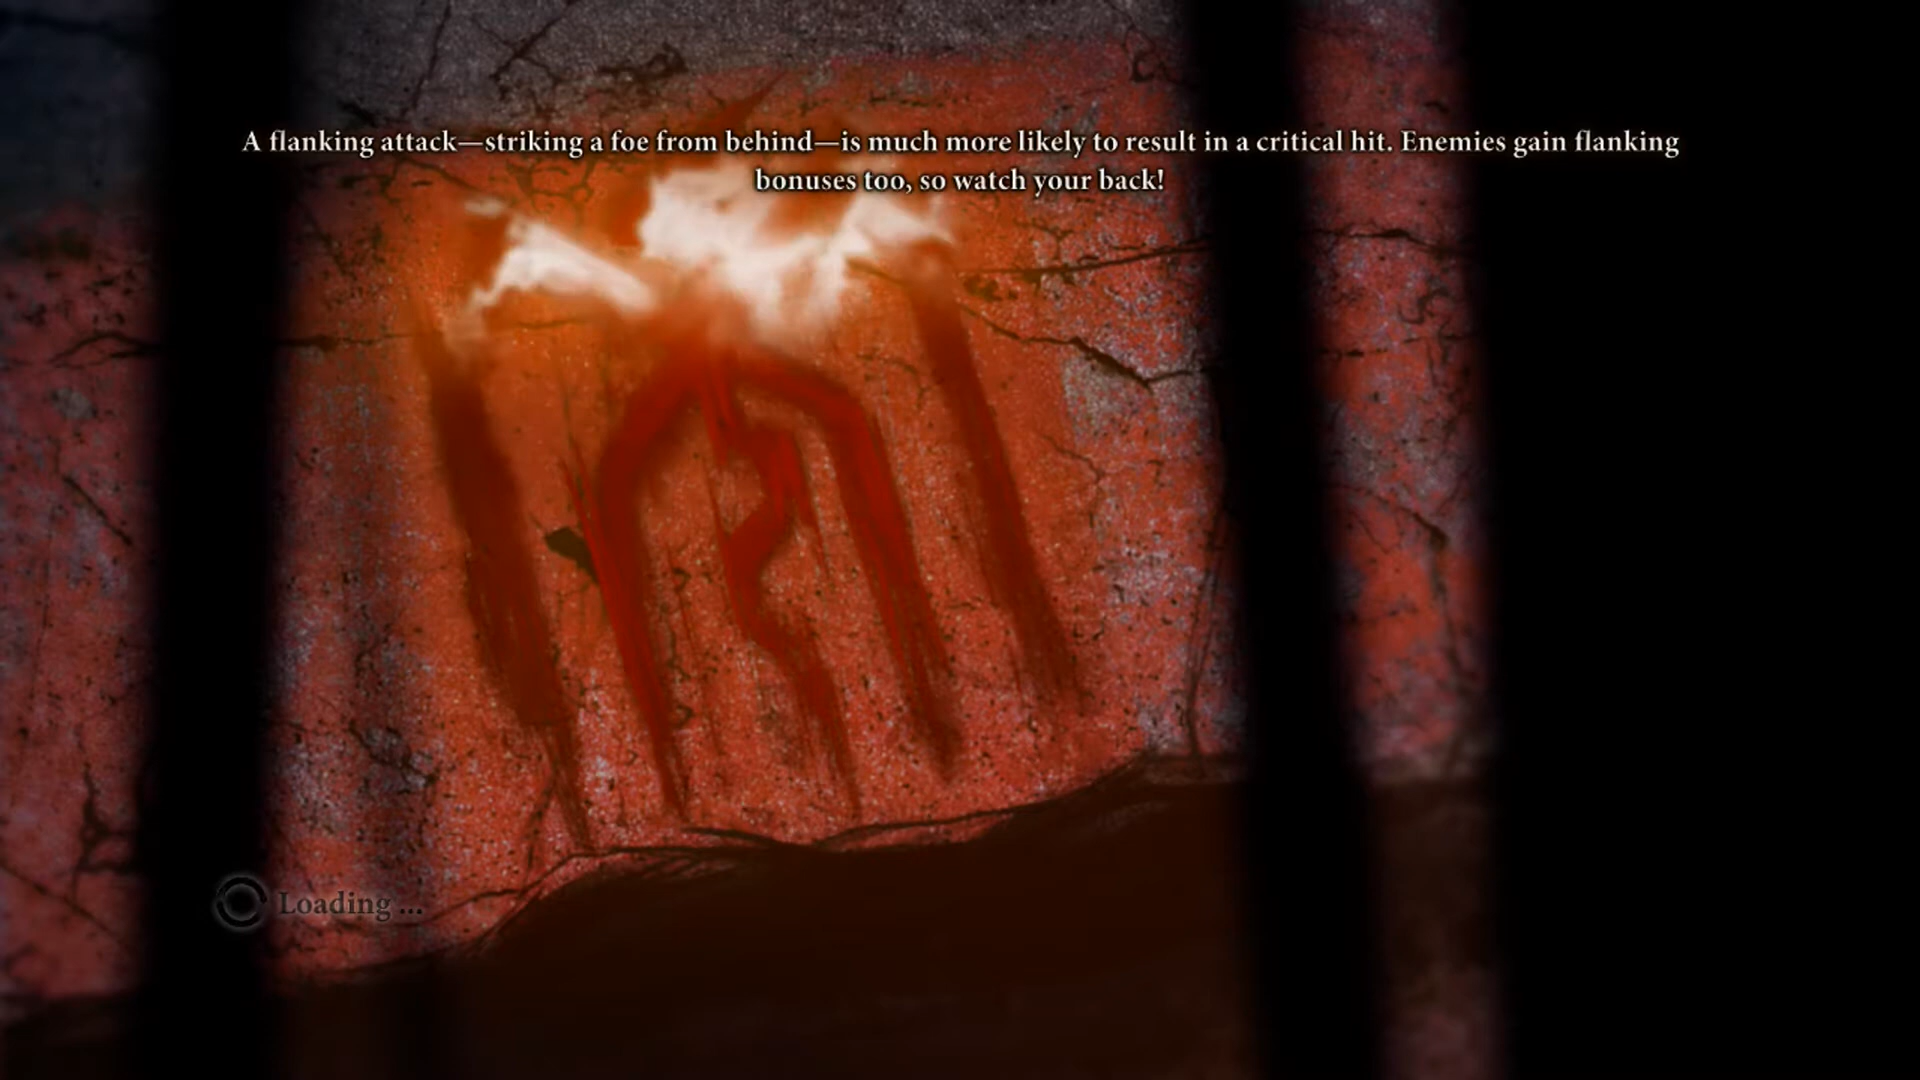 A flanking attack—striking a foe from behind—is much more likely to result in a critical hit. Enemies gain flanking
bonuses too, so watch your back!
Loading ...